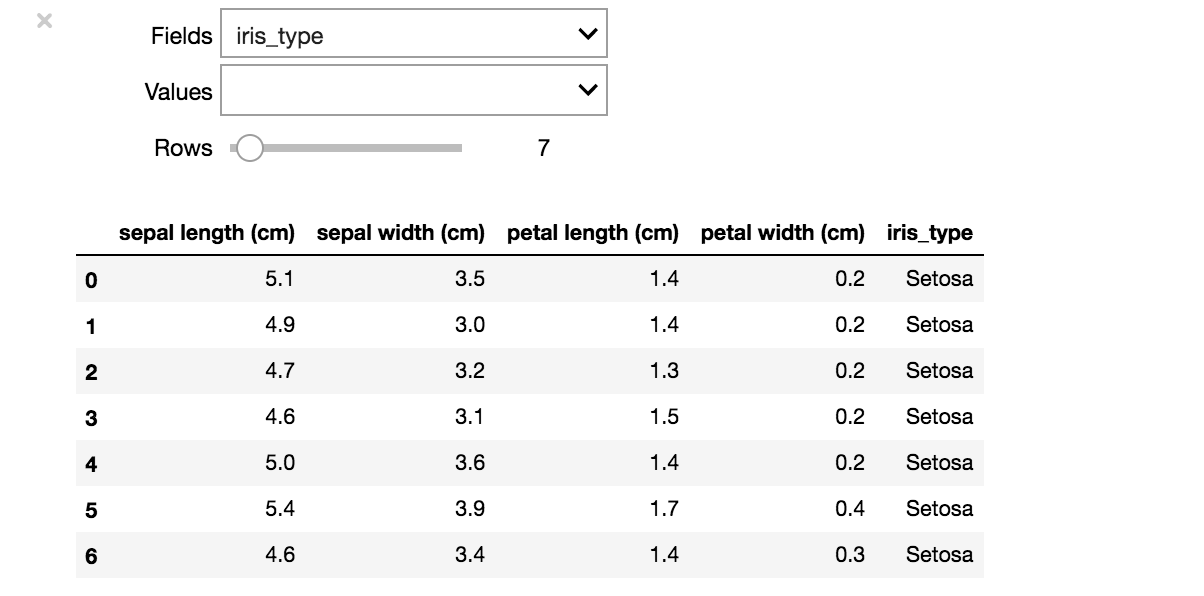 Fields iris_type
Values
Rows 7
sepal length (cm) sepal width (cm) petal length (cm) petal width (cm) iris_type
0 5.1 3.5 1.4 0.2 Setosa
1 4.9 3.0 1.4 0.2 Setosa
2 4.7 3.2 1.3 0.2 Setosa
3 4.6 3.1 1.5 0.2 Setosa
4 5.0 3.6 1.4 0.2 Setosa
5 5.4 3.9 1.7 0.4 Setosa
6 4.6 3.4 1.4 0.3 Setosa